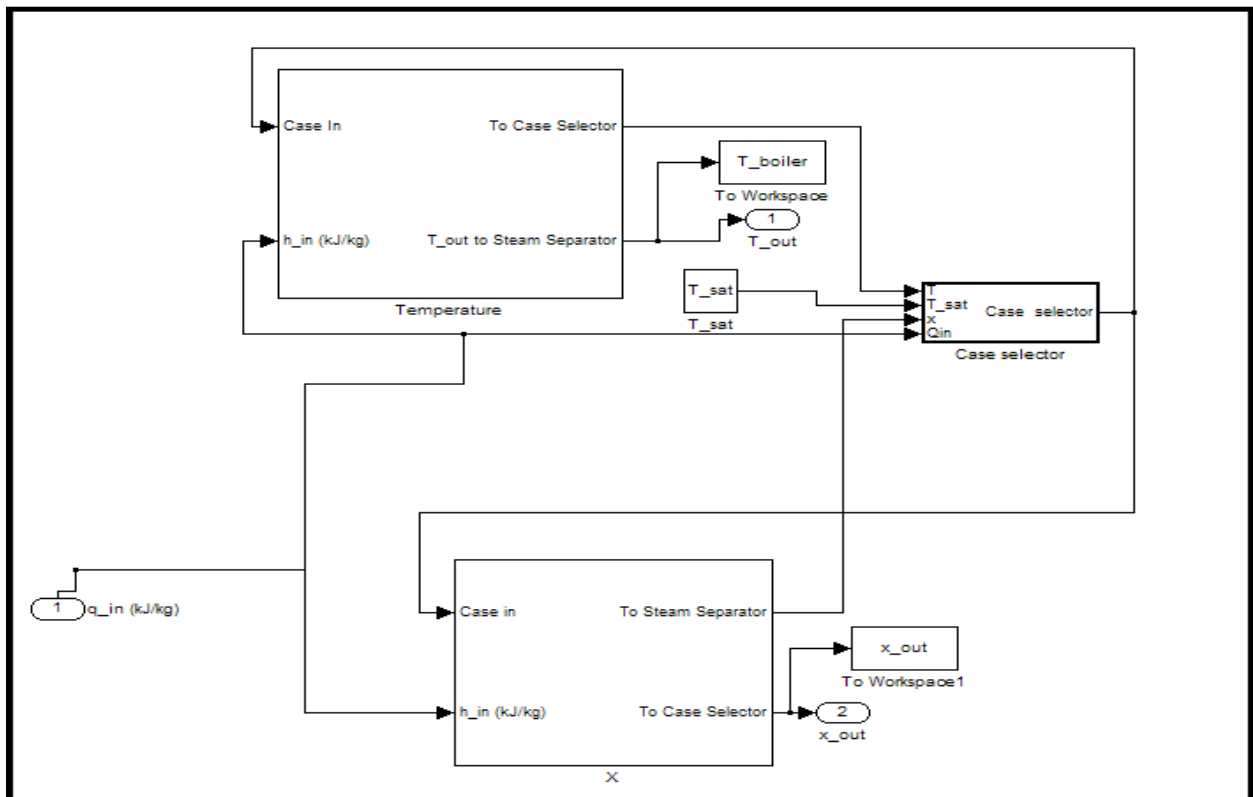 Case In
To Case Selector
T_boiler
To Workspace
1
T_out
h_in (kJ/kg)
T_out to Steam Separator
Temperature
T_sat
T_sat
T
T_sat
x
Qin
Case selector
Case selector
1
q_in (kJ/kg)
Case in
To Steam Separator
x_out
To Workspace1
h_in (kJ/kg)
To Case Selector
2
x_out
X